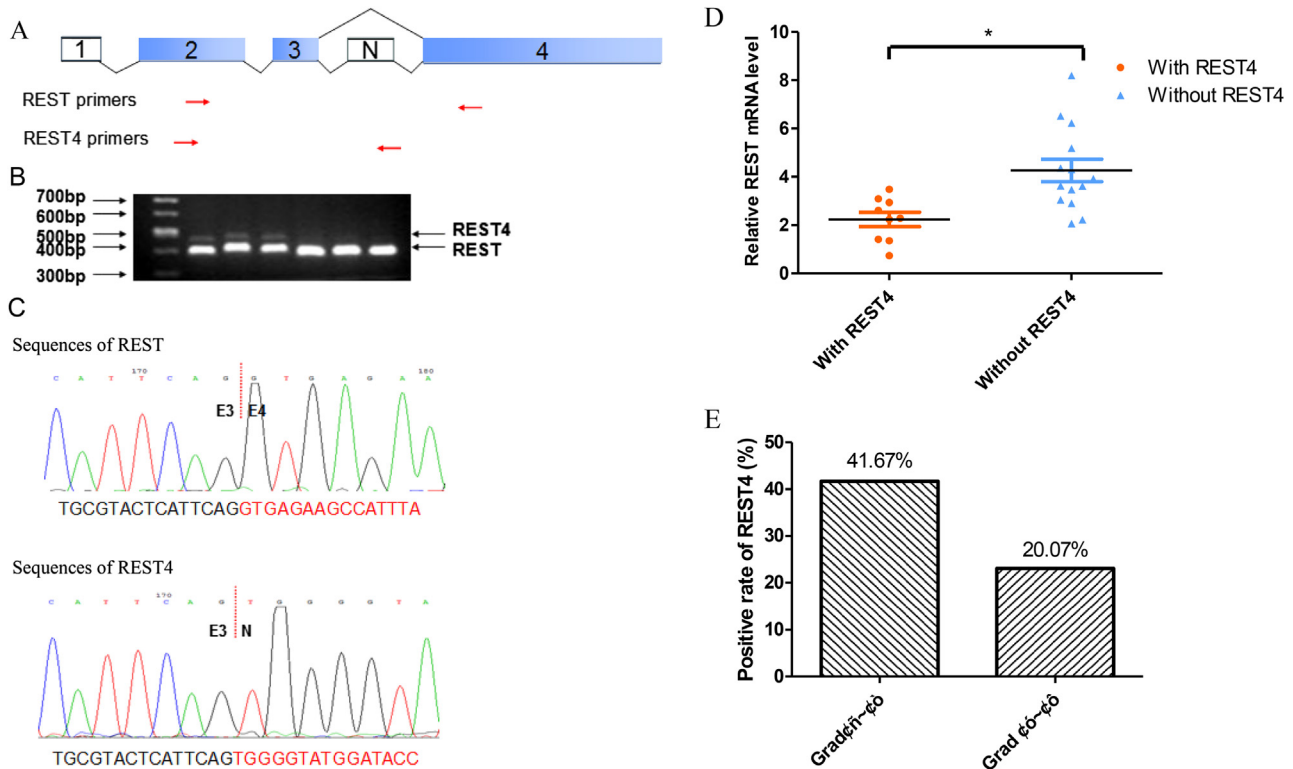 A
1
2
3
N
4
REST primers
REST4 primers
B
700bp
600bp
500bp
400bp
300bp
REST4
REST
C
Sequences of REST
170
180
C A T T C A G G T G A G A A
E3 E4
TGCGTACTCATTCAGGTGAGAAGCCATTTA
Sequences of REST4
170
C A T T C A G T G G G G T A
E3 N
TGCGTACTCATTCAGTGGGGTATGGATACC
D
10
8
6
4
2
0
Relative REST mRNA level
*
With REST4
Without REST4
With REST4
Without REST4
E
50
40
30
20
10
0
Positive rate of REST4 (%)
41.67%
20.07%
Grad¢ñ~¢ò
Grad ¢ó~¢ô